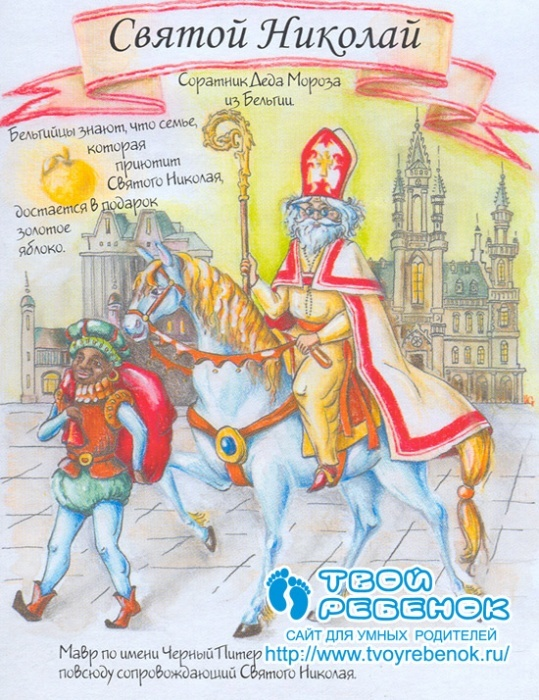 Святой Николай
Соратник Деда Мороза
из Бельгии.
Бельгийцы знают, что семье,
которая
приютит
Святого Николая,
достается в подарок
золотое
яблоко.
ТВОЙ
РЕБЕНОК
САЙТ ДЛЯ УМНЫХ РОДИТЕЛЕЙ
http://www.tvoyrebenok.ru/
Мавр по имени Черный Питер
повсюду сопровождающий Святого Николая.